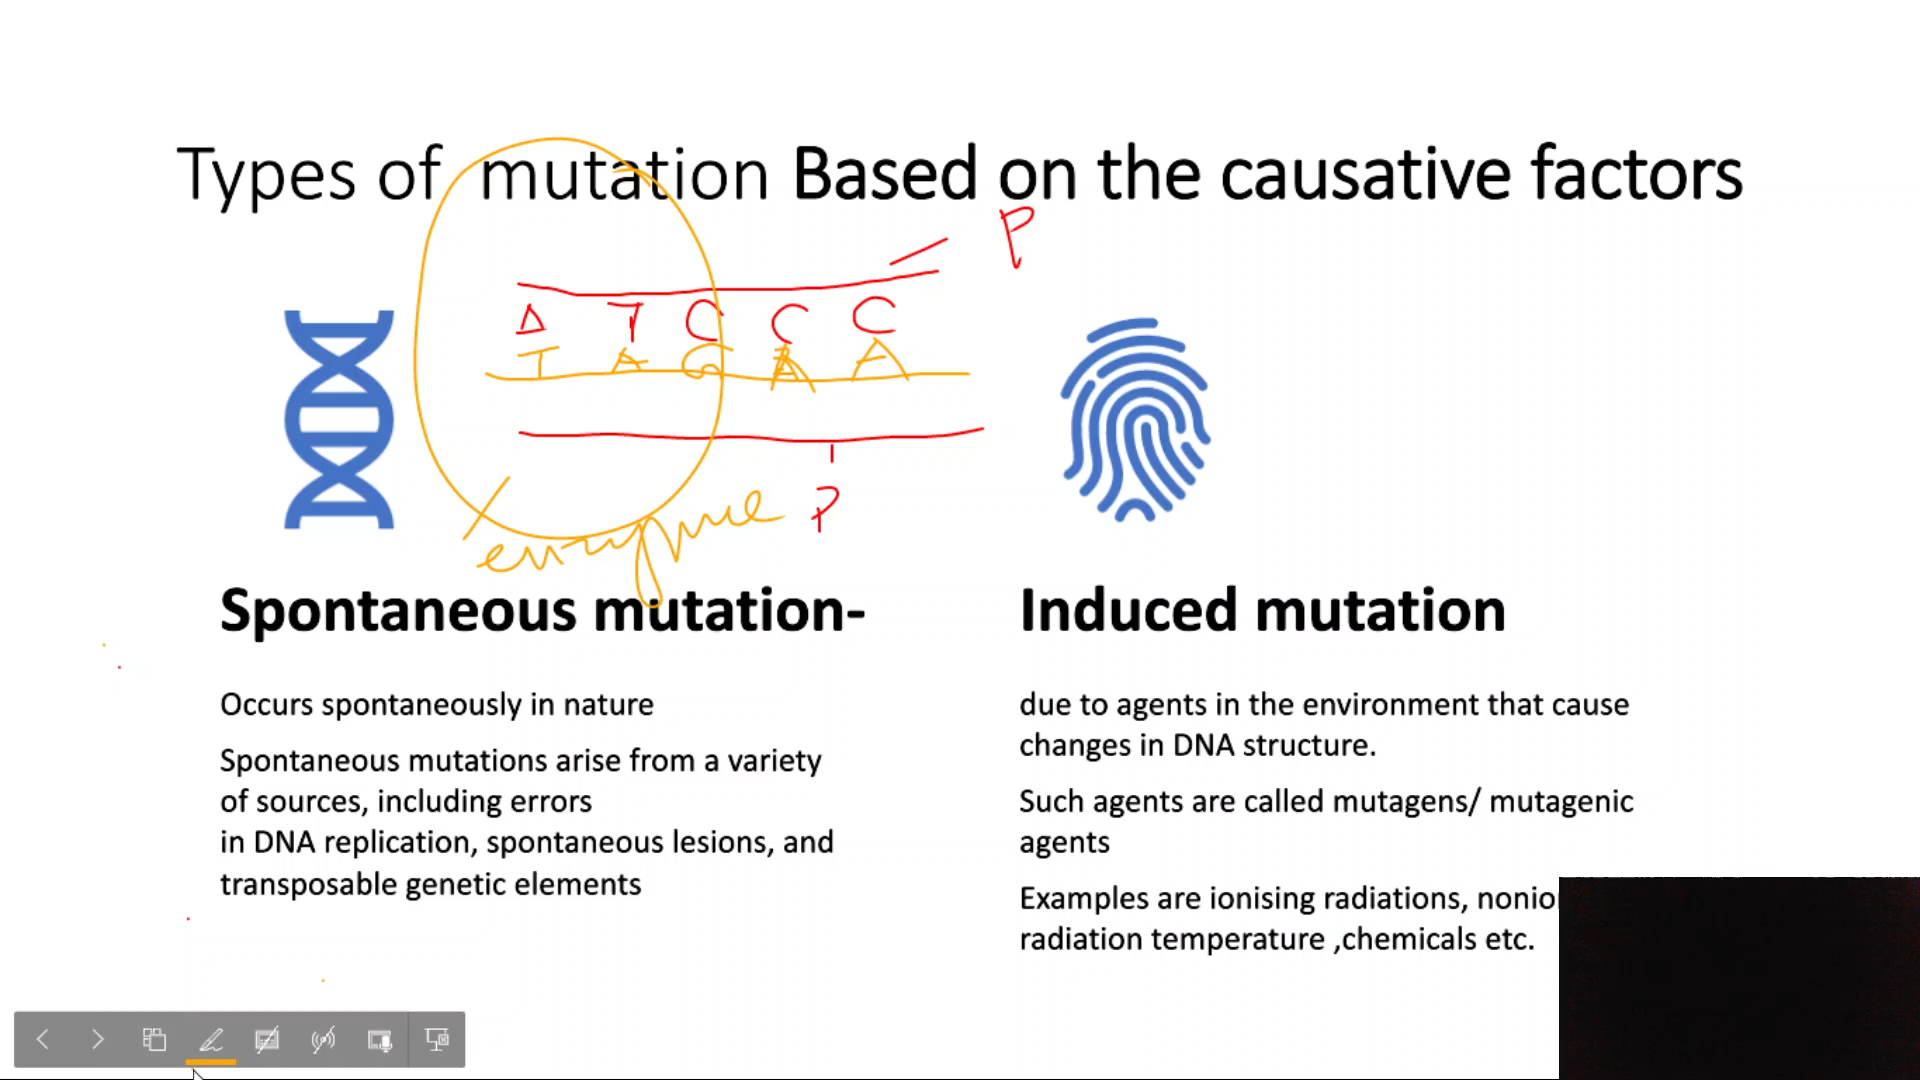 Types of mutation Based on the causative factors
P
A T C C C
T A G A A
P
enzyme
Spontaneous mutation-
Occurs spontaneously in nature
Spontaneous mutations arise from a variety
of sources, including errors
in DNA replication, spontaneous lesions, and
transposable genetic elements
Induced mutation
due to agents in the environment that cause
changes in DNA structure.
Such agents are called mutagens/ mutagenic
agents
Examples are ionising radiations,
radiation temperature ,chemicals etc.